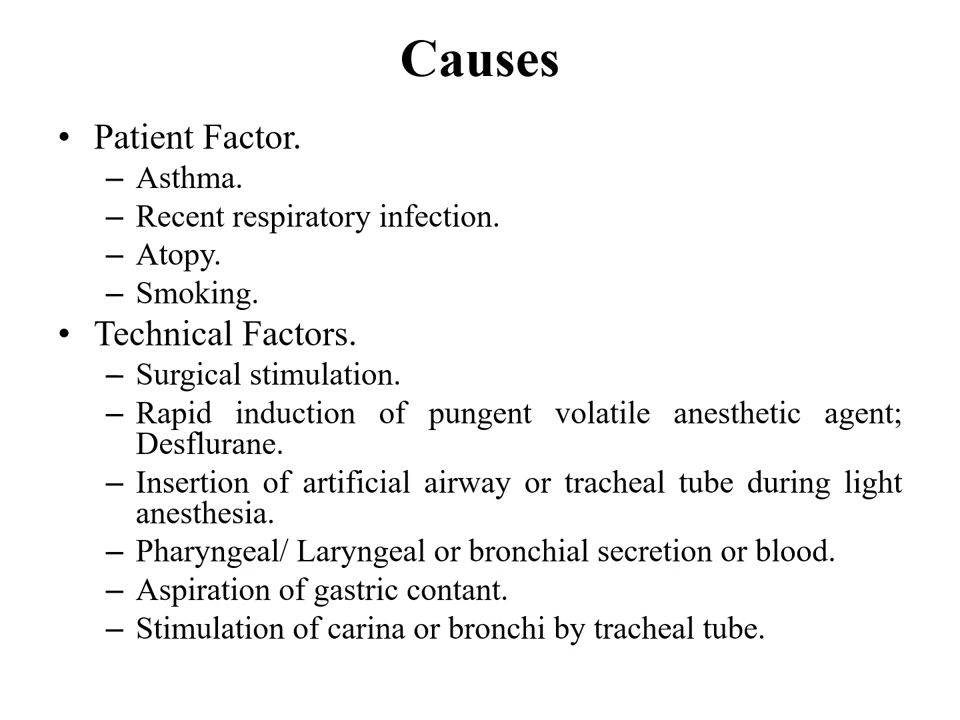 Causes
• Patient Factor.
– Asthma.
– Recent respiratory infection.
– Atopy.
– Smoking.
• Technical Factors.
– Surgical stimulation.
– Rapid induction of pungent volatile anesthetic agent;
Desflurane.
– Insertion of artificial airway or tracheal tube during light
anesthesia.
– Pharyngeal/ Laryngeal or bronchial secretion or blood.
– Aspiration of gastric contant.
– Stimulation of carina or bronchi by tracheal tube.